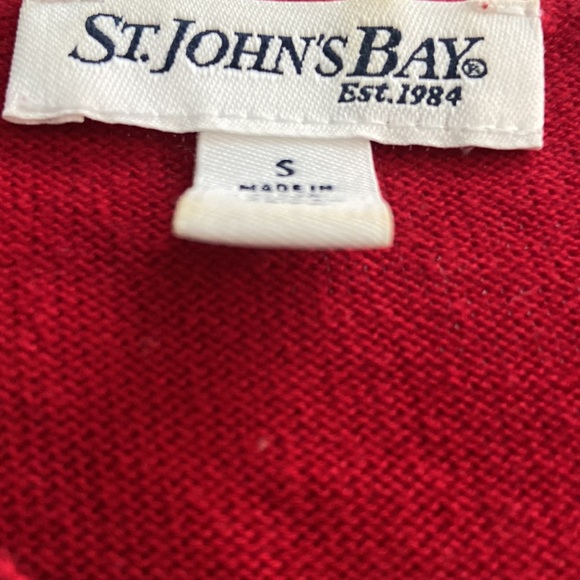 ST. JOHN'S BAY®
EST. 1984
S
MADE IN